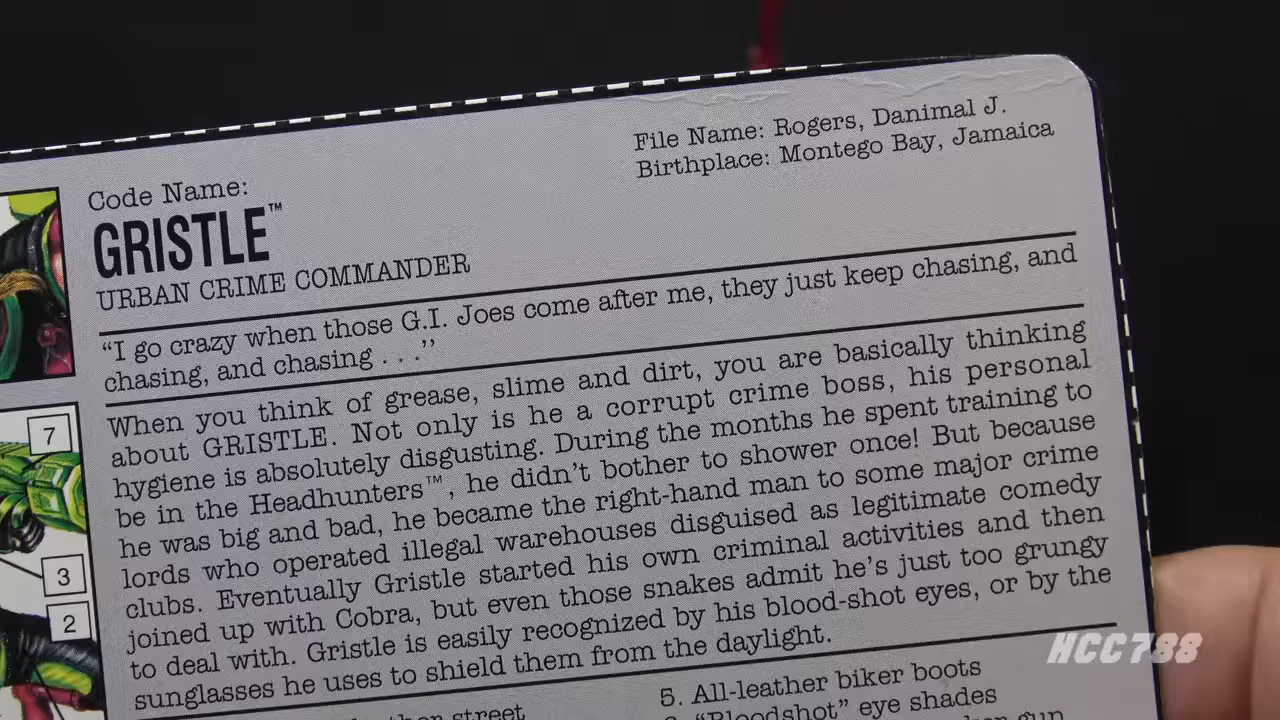 File Name: Rogers, Danimal J.
Birthplace: Montego Bay, Jamaica
Code Name:
GRISTLE™
URBAN CRIME COMMANDER
“I go crazy when those G.I. Joes come after me, they just keep chasing, and
chasing, and chasing . . .”
When you think of grease, slime and dirt, you are basically thinking
about GRISTLE. Not only is he a corrupt crime boss, his personal
hygiene is absolutely disgusting. During the months he spent training to
be in the Headhunters™, he didn’t bother to shower once! But because
he was big and bad, he became the right-hand man to some major crime
lords who operated illegal warehouses disguised as legitimate comedy
clubs. Eventually Gristle started his own criminal activities and then
joined up with Cobra, but even those snakes admit he’s just too grungy
to deal with. Gristle is easily recognized by his blood-shot eyes, or by the
sunglasses he uses to shield them from the daylight.
7
3
2
street
5. All-leather biker boots
“Bloodshot” eye shades
gun
HCC788